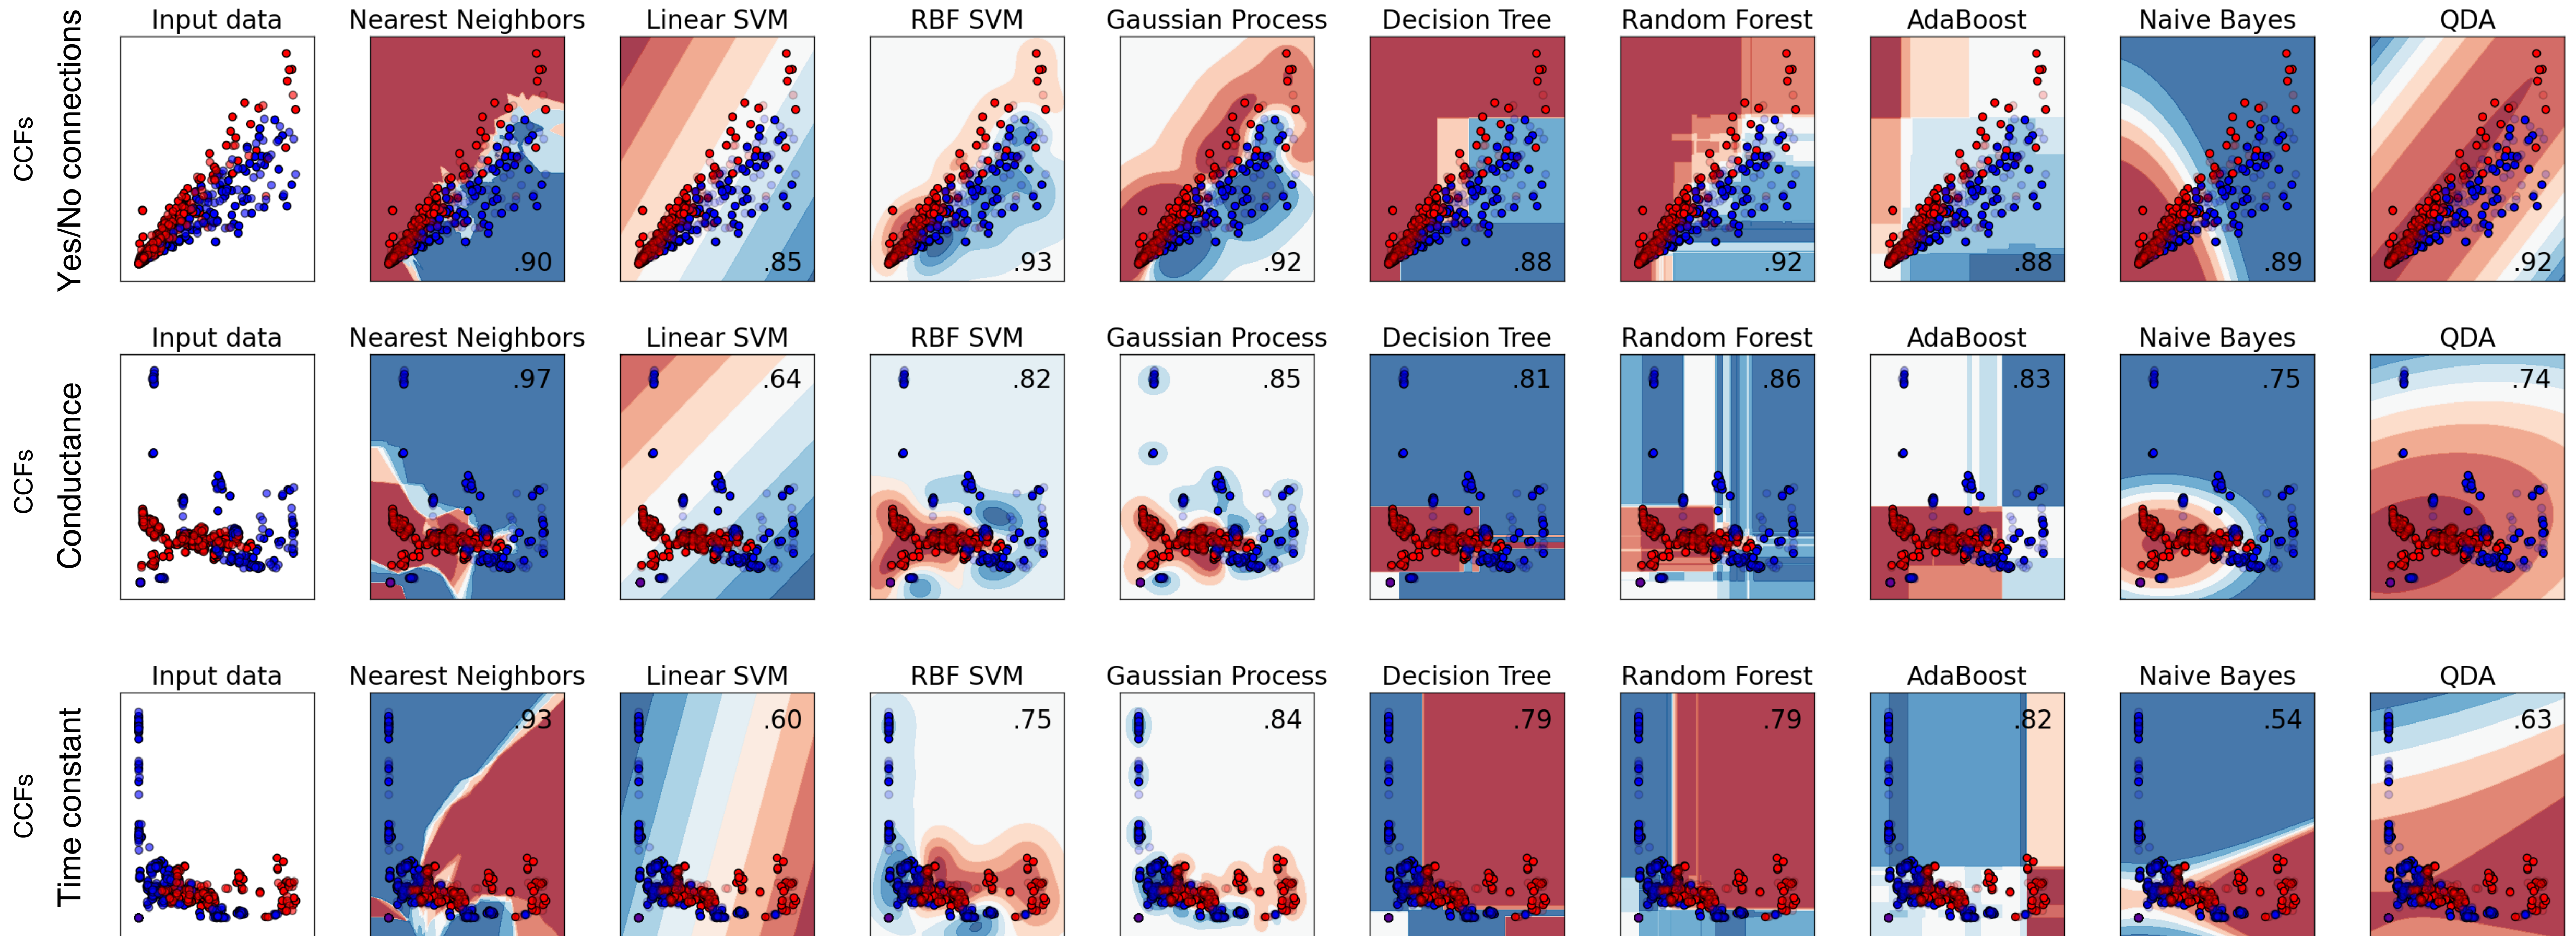 Input data Nearest Neighbors Linear SVM RBF SVM Gaussian Process Decision Tree Random Forest AdaBoost Naive Bayes QDA
CCFs
Yes/No connections
.90 .85 .93 .92 .88 .92 .88 .89 .92
Input data Nearest Neighbors Linear SVM RBF SVM Gaussian Process Decision Tree Random Forest AdaBoost Naive Bayes QDA
CCFs
Conductance
.97 .64 .82 .85 .81 .86 .83 .75 .74
Input data Nearest Neighbors Linear SVM RBF SVM Gaussian Process Decision Tree Random Forest AdaBoost Naive Bayes QDA
CCFs
Time constant
.93 .60 .75 .84 .79 .79 .82 .54 .63